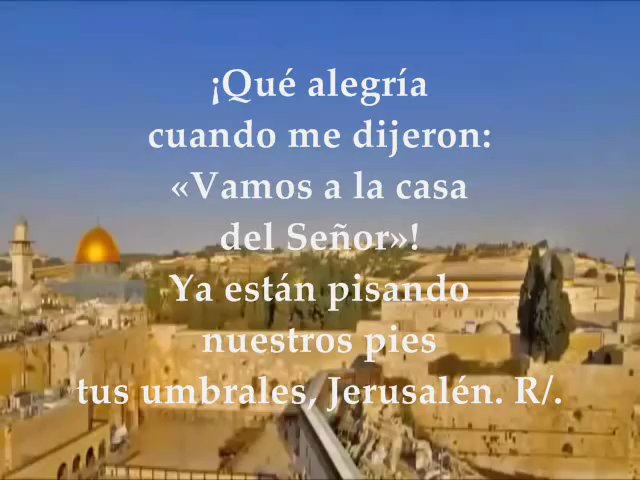 ¡Qué alegría
cuando me dijeron:
«Vamos a la casa
del Señor»!
Ya están pisando
nuestros pies
tus umbrales, Jerusalén. R/.